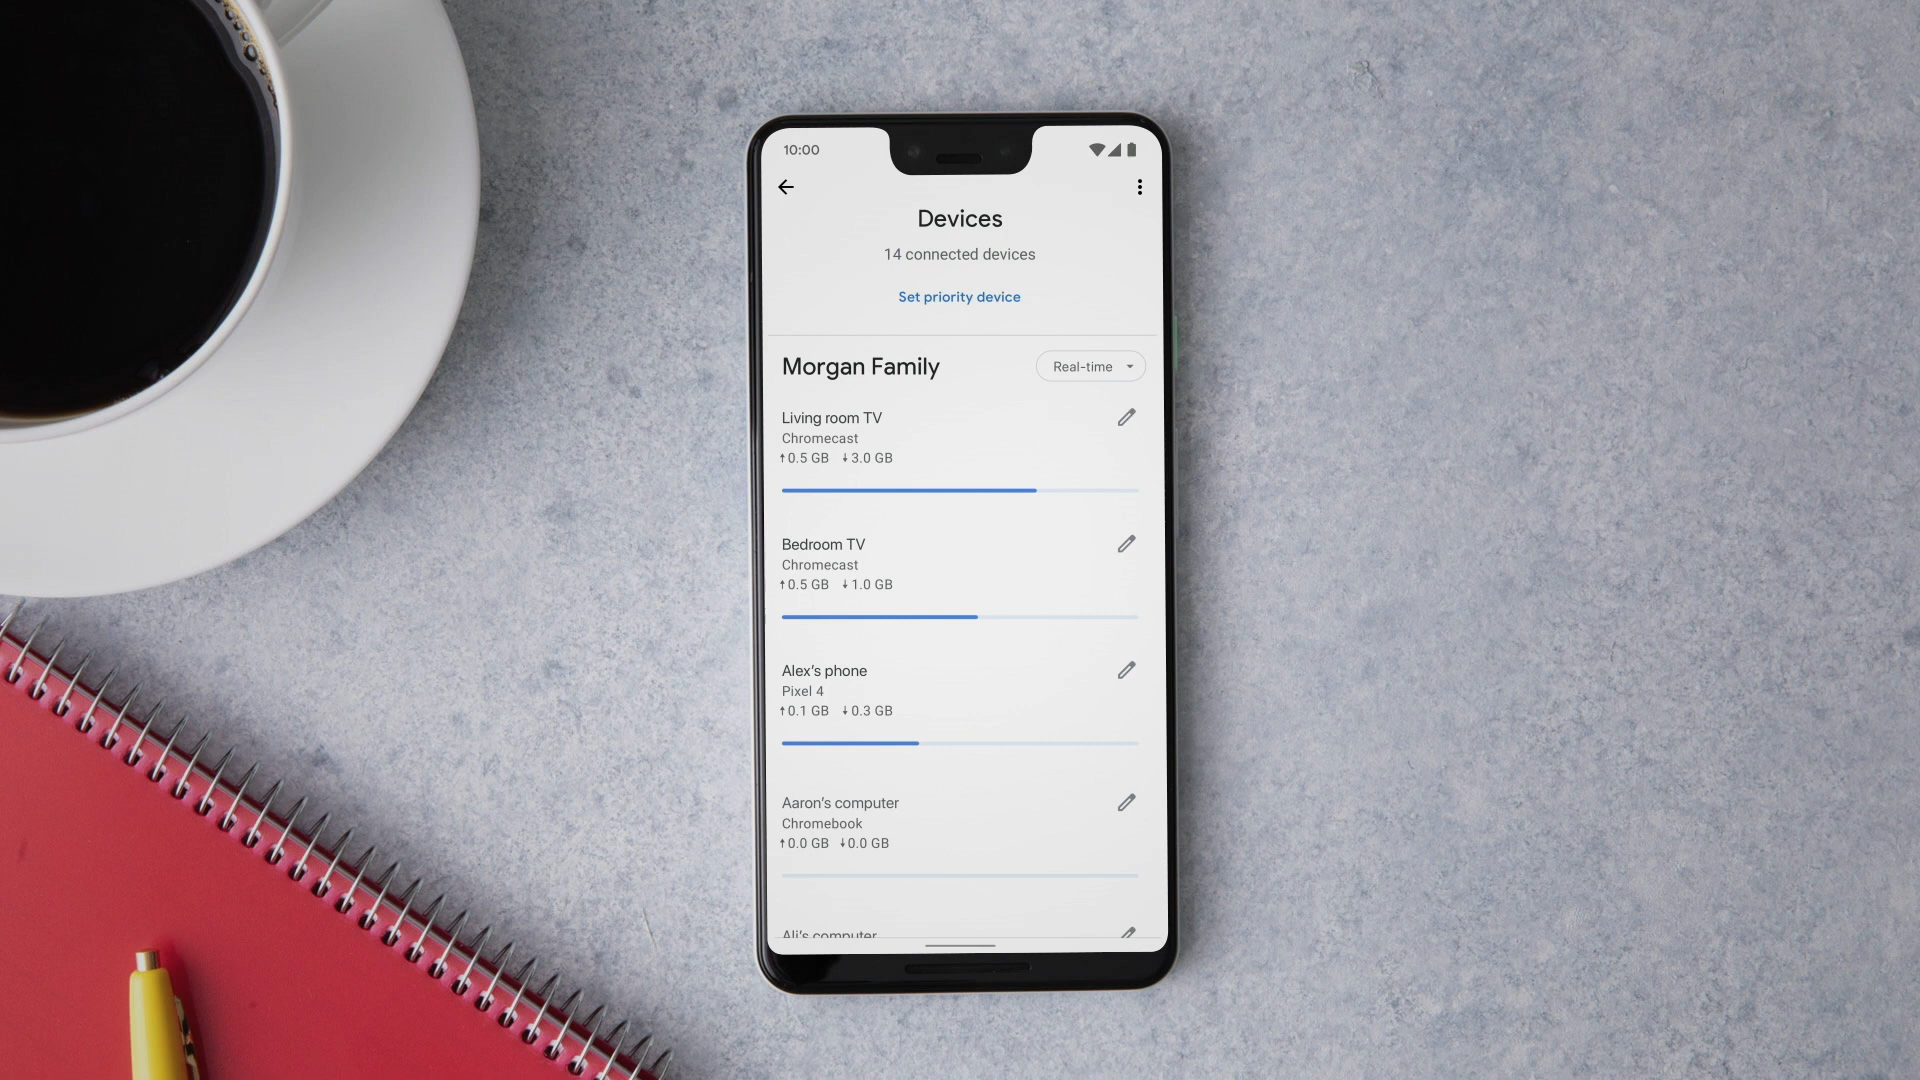 10:00
Devices
14 connected devices
Set priority device
Morgan Family
Real-time
Living room TV
Chromecast
↑0.5 GB ↓3.0 GB
Bedroom TV
Chromecast
↑0.5 GB ↓1.0 GB
Alex's phone
Pixel 4
↑0.1 GB ↓0.3 GB
Aaron's computer
Chromebook
↑0.0 GB ↓0.0 GB
Ali's computer